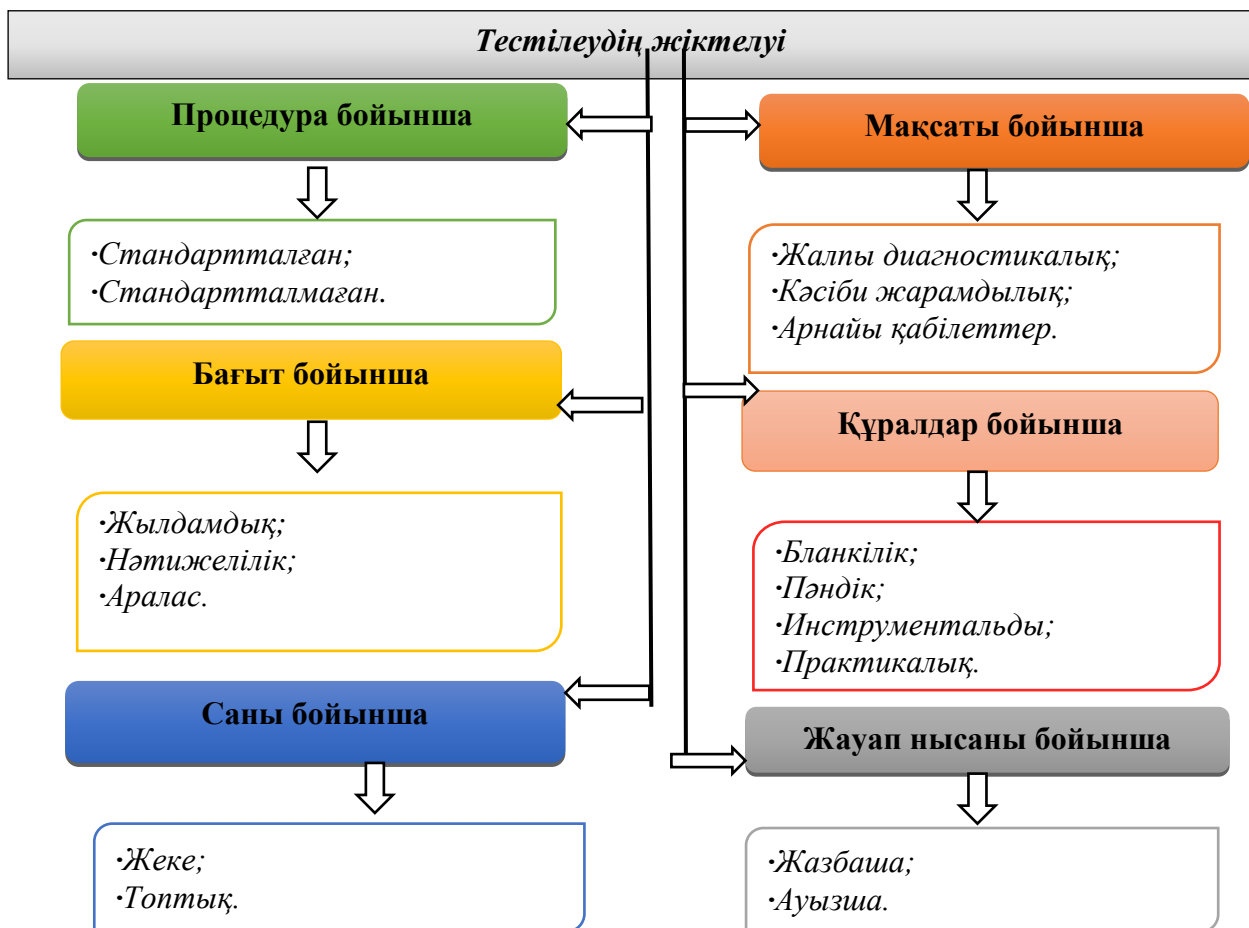 Тестілеудің жіктелуі
Процедура бойынша
·Стандартталған;
·Стандартталмаған.
Бағыт бойынша
·Жылдамдық;
·Нәтижелілік;
·Аралас.
Саны бойынша
·Жеке;
·Топтық.
Мақсаты бойынша
·Жалпы диагностикалық;
·Кәсіби жарамдылық;
·Арнайы қабілеттер.
Құралдар бойынша
·Бланкілік;
·Пәндік;
·Инструментальды;
·Практикалық.
Жауап нысаны бойынша
·Жазбаша;
·Ауызша.